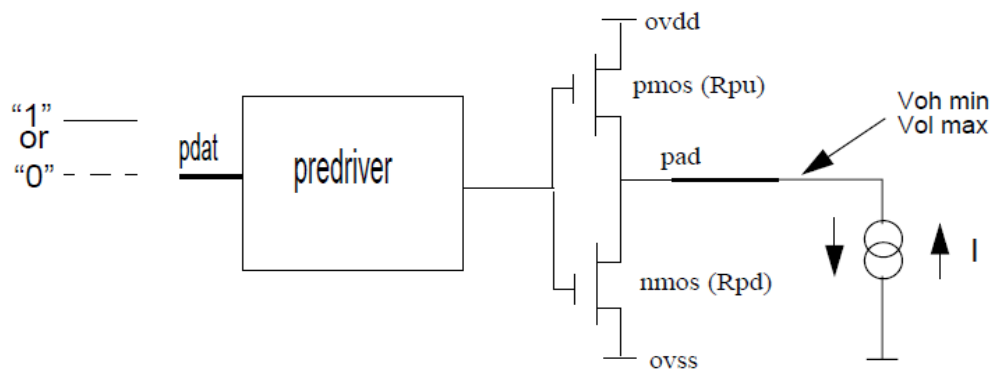 ovdd
pmos (Rpu)
Voh min
Vol max
“1”
or
“0”
pdat
predriver
pad
nmos (Rpd)
I
ovss